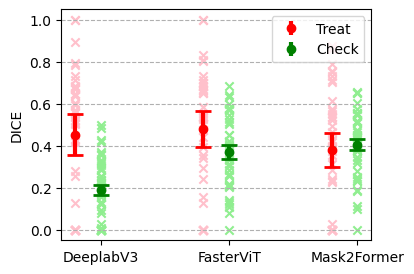 1.0
0.8
0.6
0.4
0.2
0.0
DICE
Treat
Check
DeeplabV3
FasterViT
Mask2Former